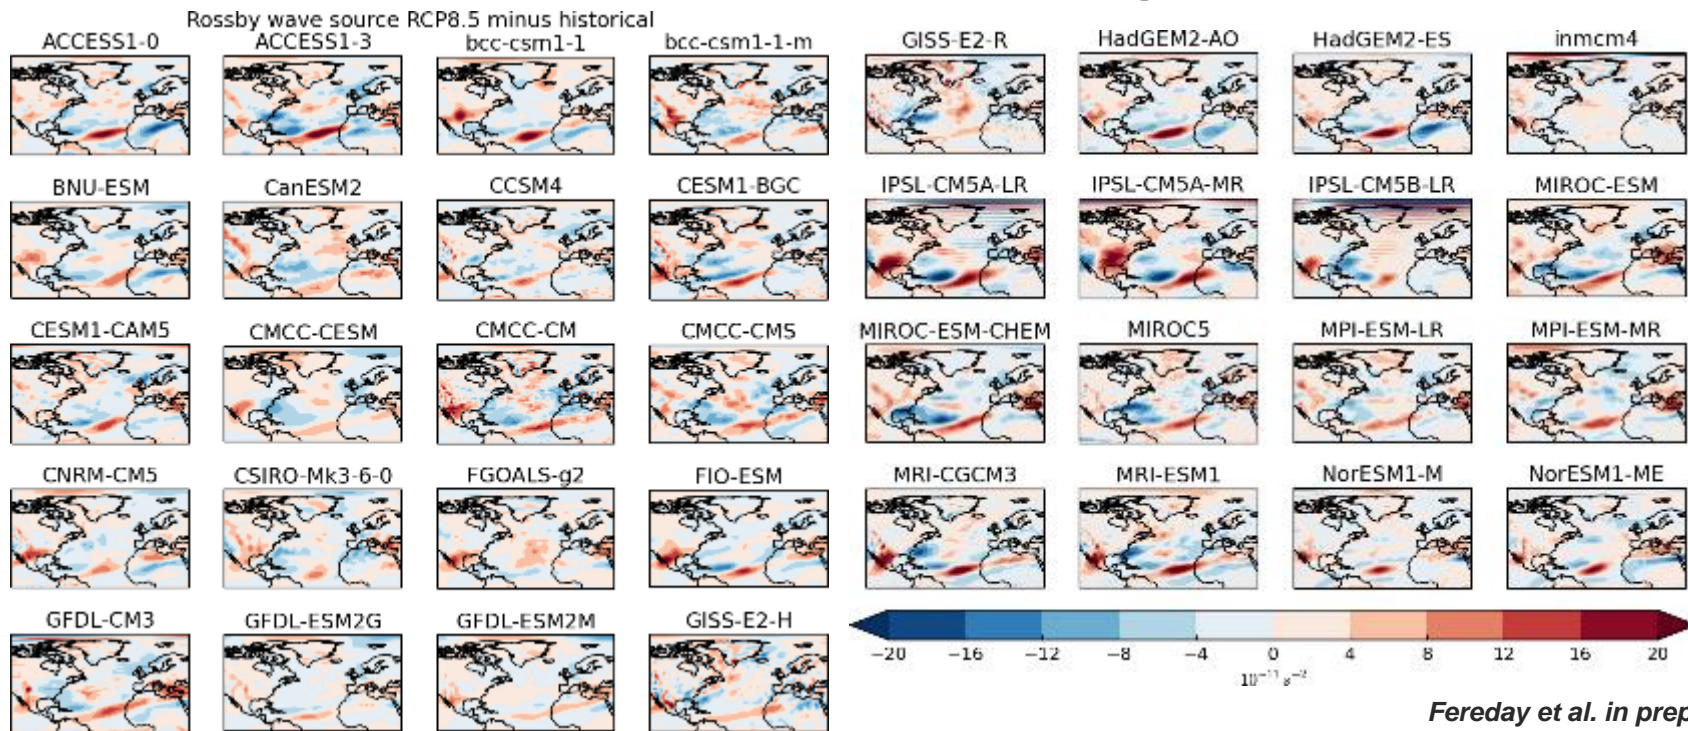 Rossby wave source RCP8.5 minus historical
ACCESS1-0 ACCESS1-3 bcc-csm1-1 bcc-csm1-1-m GISS-E2-R HadGEM2-AO HadGEM2-ES inmcm4
BNU-ESM CanESM2 CCSM4 CESM1-BGC IPSL-CM5A-LR IPSL-CM5A-MR IPSL-CM5B-LR MIROC-ESM
CESM1-CAM5 CMCC-CESM CMCC-CM CMCC-CMS MIROC-ESM-CHEM MIROC5 MPI-ESM-LR MPI-ESM-MR
CNRM-CM5 CSIRO-Mk3-6-0 FGOALS-g2 FIO-ESM MRI-CGCM3 MRI-ESM1 NorESM1-M NorESM1-ME
GFDL-CM3 GFDL-ESM2G GFDL-ESM2M GISS-E2-H
−20 −16 −12 −8 −4 0 4 8 12 16 20
10⁻¹¹ s⁻²
Fereday et al. in prep